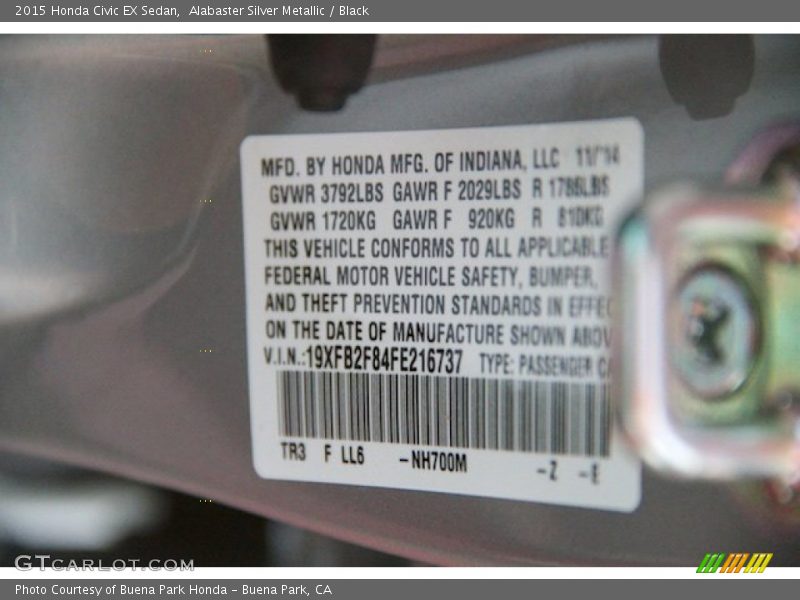 2015 Honda Civic EX Sedan,  Alabaster Silver Metallic / Black
MFD. BY HONDA MFG. OF INDIANA, LLC 11/'14
GVWR 3792LBS GAWR F 2029LBS R 1786LBS
GVWR 1720KG GAWR F 920KG R 810KG
THIS VEHICLE CONFORMS TO ALL APPLICABLE
FEDERAL MOTOR VEHICLE SAFETY, BUMPER,
AND THEFT PREVENTION STANDARDS IN EFFEC
ON THE DATE OF MANUFACTURE SHOWN ABOV
V.I.N.:19XFB2F84FE216737 TYPE: PASSENGER C
TR3 F LL6 -NH700M -Z -E
GTCARLOT.COM
Photo Courtesy of Buena Park Honda – Buena Park, CA